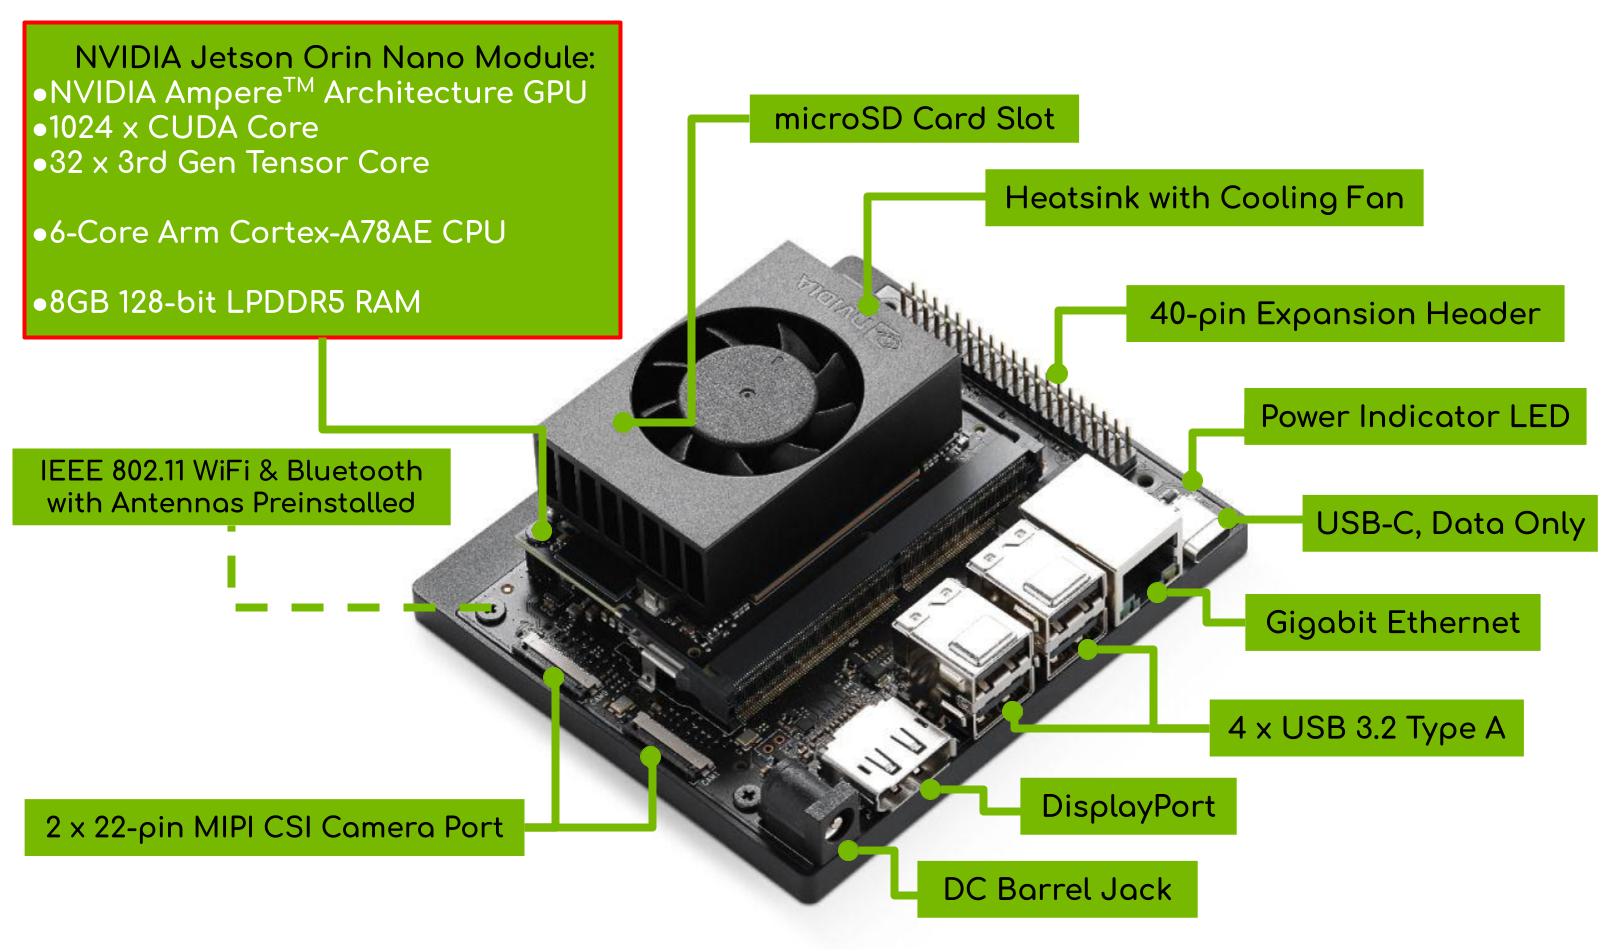 NVIDIA Jetson Orin Nano Module:
●NVIDIA Ampere™ Architecture GPU
●1024 x CUDA Core
●32 x 3rd Gen Tensor Core
●6-Core Arm Cortex-A78AE CPU
●8GB 128-bit LPDDR5 RAM
microSD Card Slot
Heatsink with Cooling Fan
NVIDIA
40-pin Expansion Header
Power Indicator LED
IEEE 802.11 WiFi & Bluetooth
with Antennas Preinstalled
USB-C, Data Only
Gigabit Ethernet
4 x USB 3.2 Type A
DisplayPort
2 x 22-pin MIPI CSI Camera Port
DC Barrel Jack